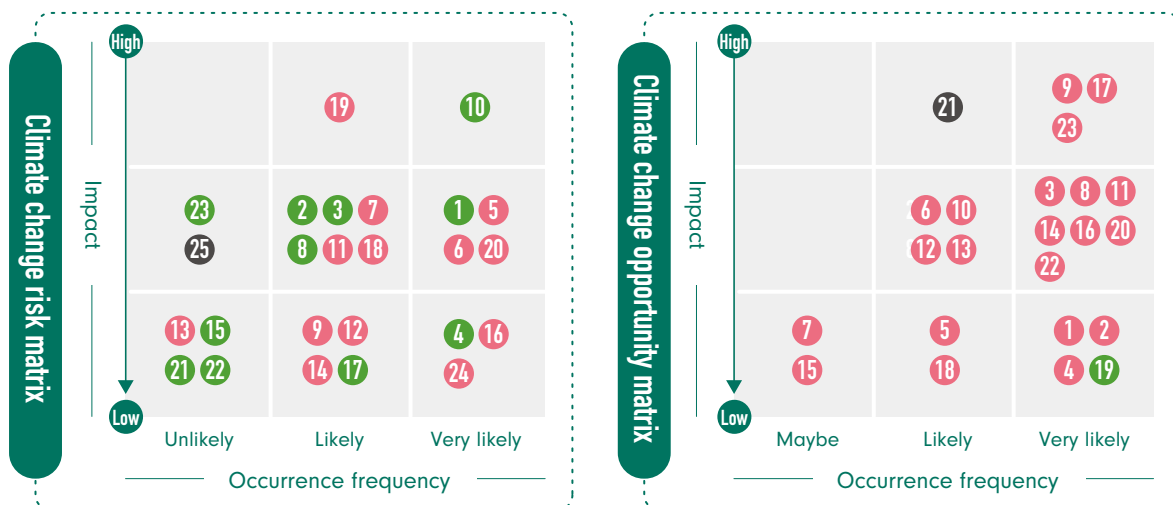 Climate change risk matrix
High
Impact
Low
19
10
23
25
2 3 7
8 11 18
1 5
6 20
13 15
21 22
9 12
14 17
4 16
24
Unlikely
Likely
Very likely
Occurrence frequency
Climate change opportunity matrix
High
Impact
Low
21
9 17
23
6 10
12 13
3 8 11
14 16 20
22
7
15
5
18
1 2
4 19
Maybe
Likely
Very likely
Occurrence frequency